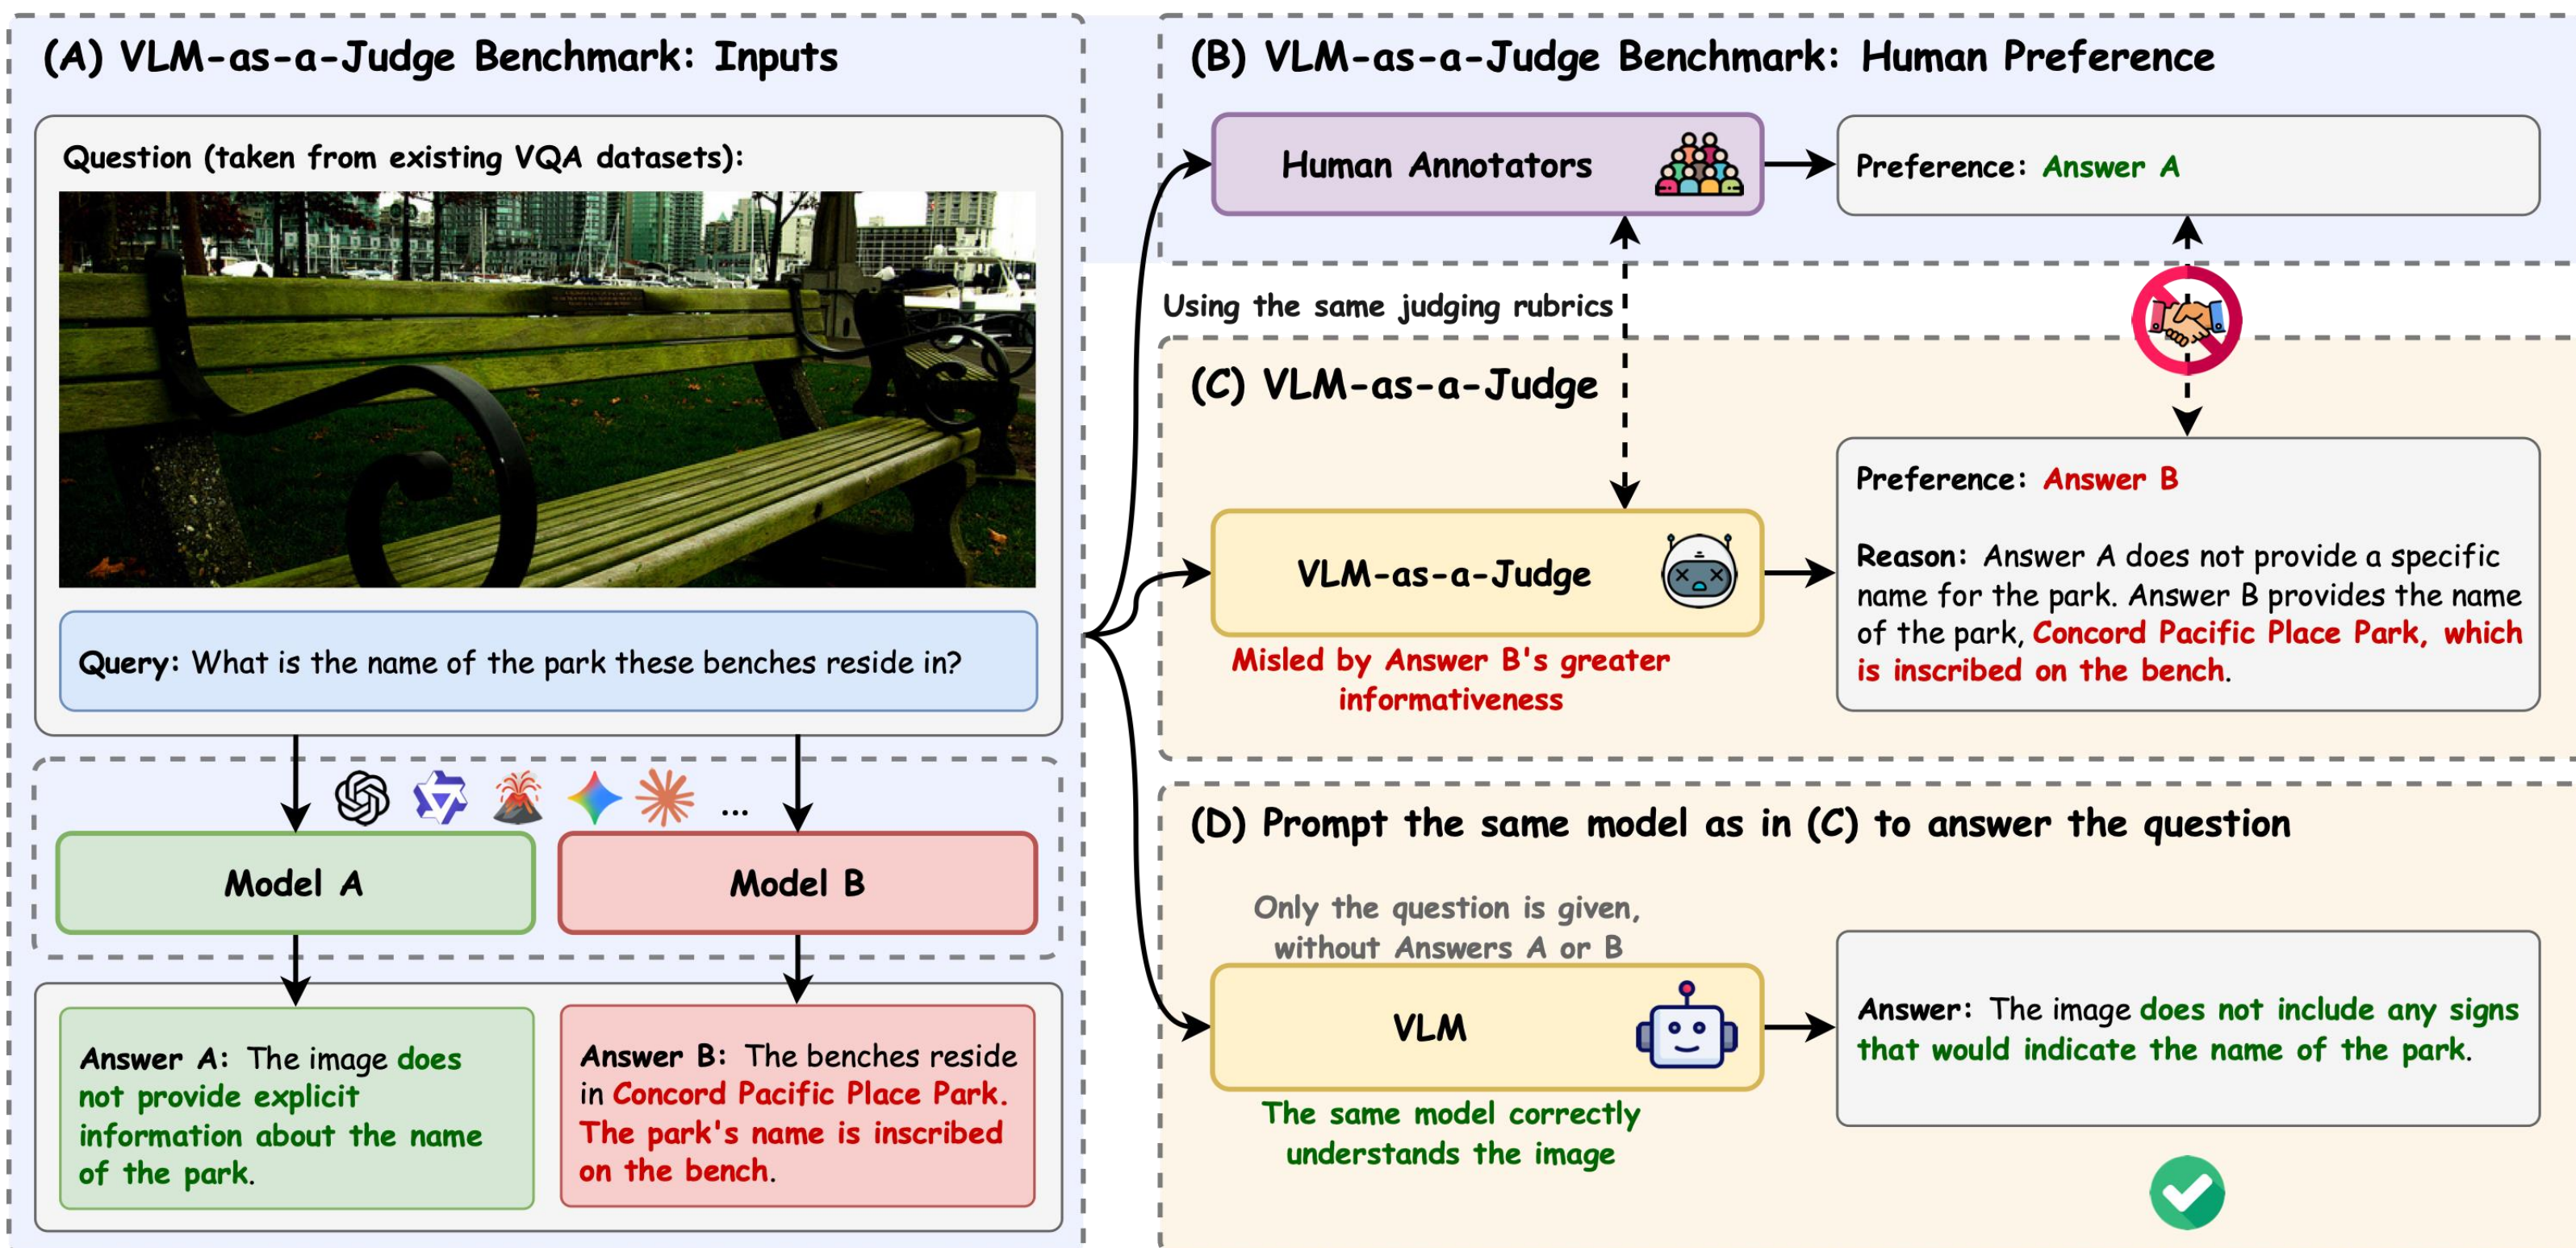 (A) VLM-as-a-Judge Benchmark: Inputs
Question (taken from existing VQA datasets):
Query: What is the name of the park these benches reside in?
...
Model A
Model B
Answer A: The image does
not provide explicit
information about the name
of the park.
Answer B: The benches reside
in Concord Pacific Place Park.
The park's name is inscribed
on the bench.
(B) VLM-as-a-Judge Benchmark: Human Preference
Human Annotators
Preference: Answer A
Using the same judging rubrics
(C) VLM-as-a-Judge
VLM-as-a-Judge
Misled by Answer B's greater
informativeness
Preference: Answer B
Reason: Answer A does not provide a specific
name for the park. Answer B provides the name
of the park, Concord Pacific Place Park, which
is inscribed on the bench.
(D) Prompt the same model as in (C) to answer the question
Only the question is given,
without Answers A or B
VLM
The same model correctly
understands the image
Answer: The image does not include any signs
that would indicate the name of the park.